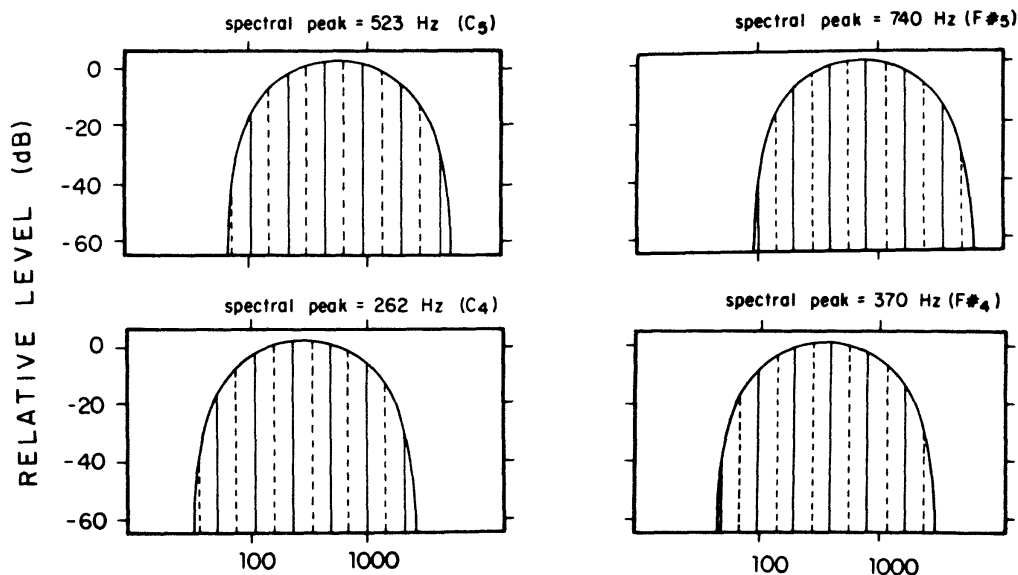 spectral peak = 523 Hz (C5)
spectral peak = 740 Hz (F#5)
0
-20
-40
-60
RELATIVE LEVEL (dB)
spectral peak = 262 Hz (C4)
spectral peak = 370 Hz (F#4)
0
-20
-40
-60
100 1000
100 1000